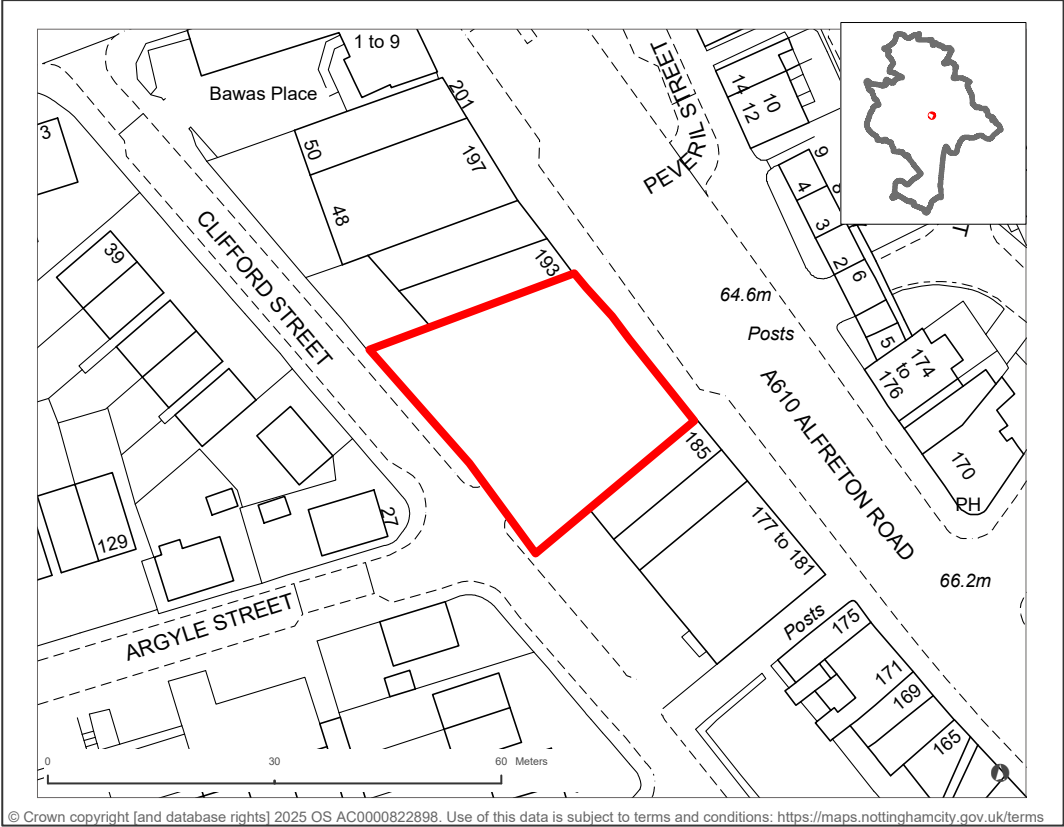 1 to 9
Bawas Place
201
197
50
48
193
3
39
CLIFFORD STREET
PEVERIL STREET
14
12
10
9
4
3
2
6
5
64.6m
Posts
174
to
176
170
PH
A610 ALFRETON ROAD
66.2m
185
177 to 181
Posts
175
171
169
165
27
129
ARGYLE STREET
0 30 60 Meters
© Crown copyright [and database rights] 2025 OS AC0000822898. Use of this data is subject to terms and conditions: https://maps.nottinghamcity.gov.uk/terms